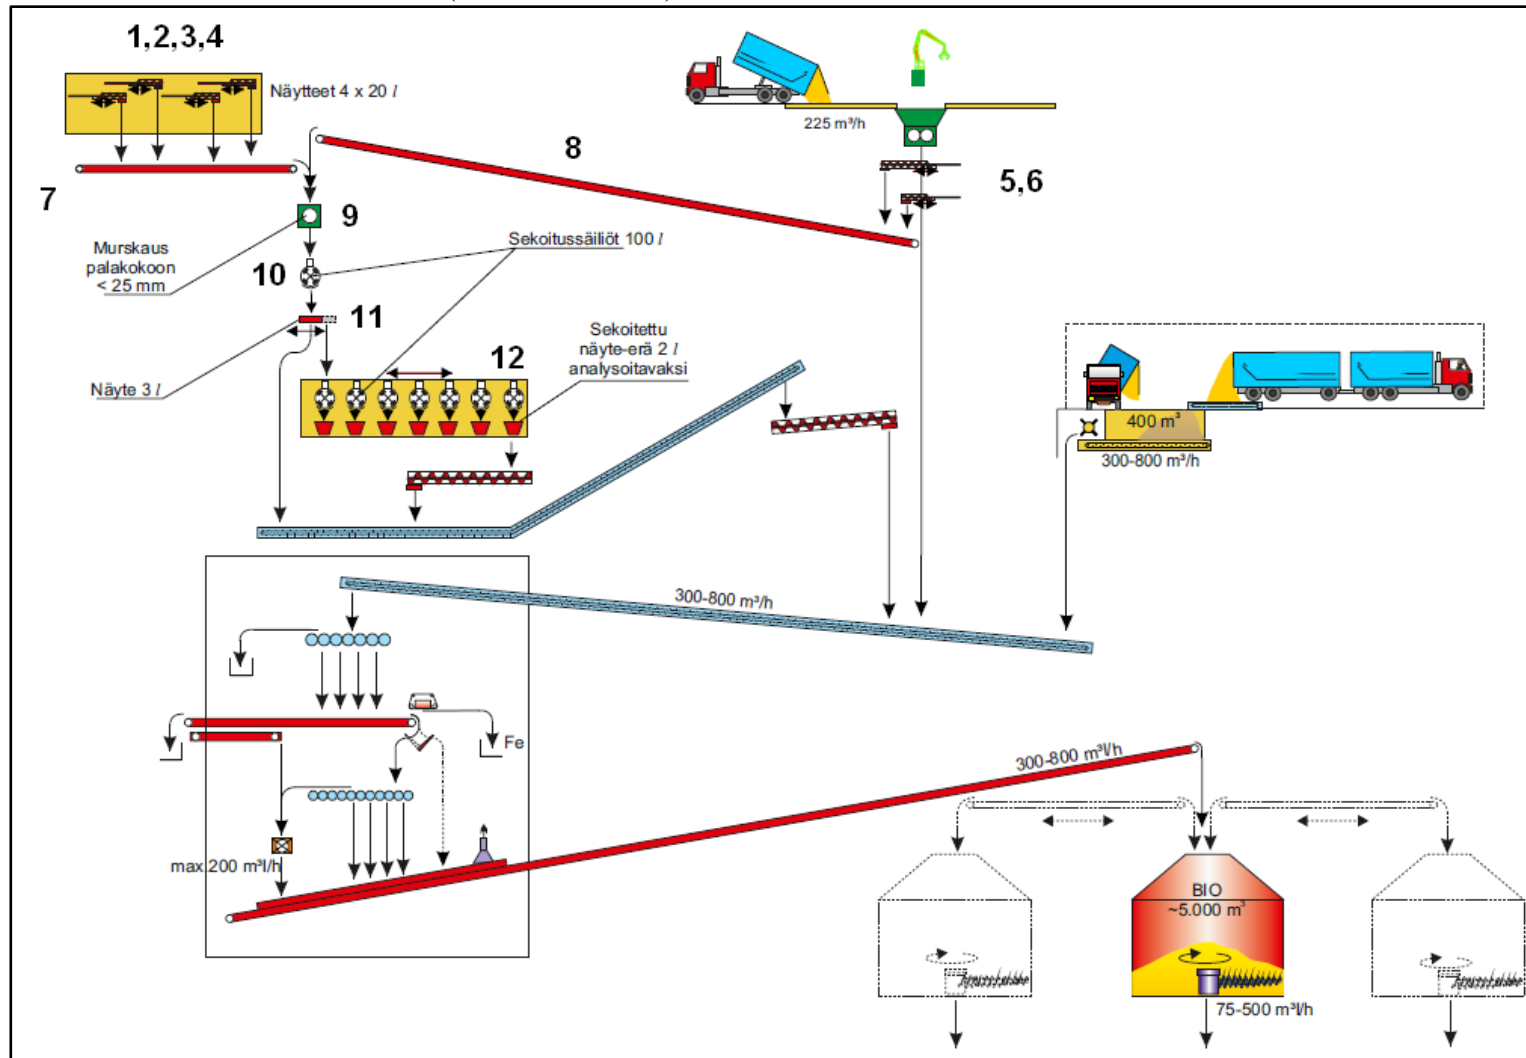 1,2,3,4
Näytteet 4 x 20 l
225 m³/h
8
5,6
7
9
Murskaus
palakokoon
< 25 mm
Sekoitussäiliöt 100 l
10
11
Sekoitettu
näyte-erä 2 l
analysoitavaksi
12
Näyte 3 l
400 m³
300-800 m³/h
300-800 m³/h
Fe
300-800 m³l/h
max.200 m³l/h
BIO
~5.000 m³
75-500 m³l/h